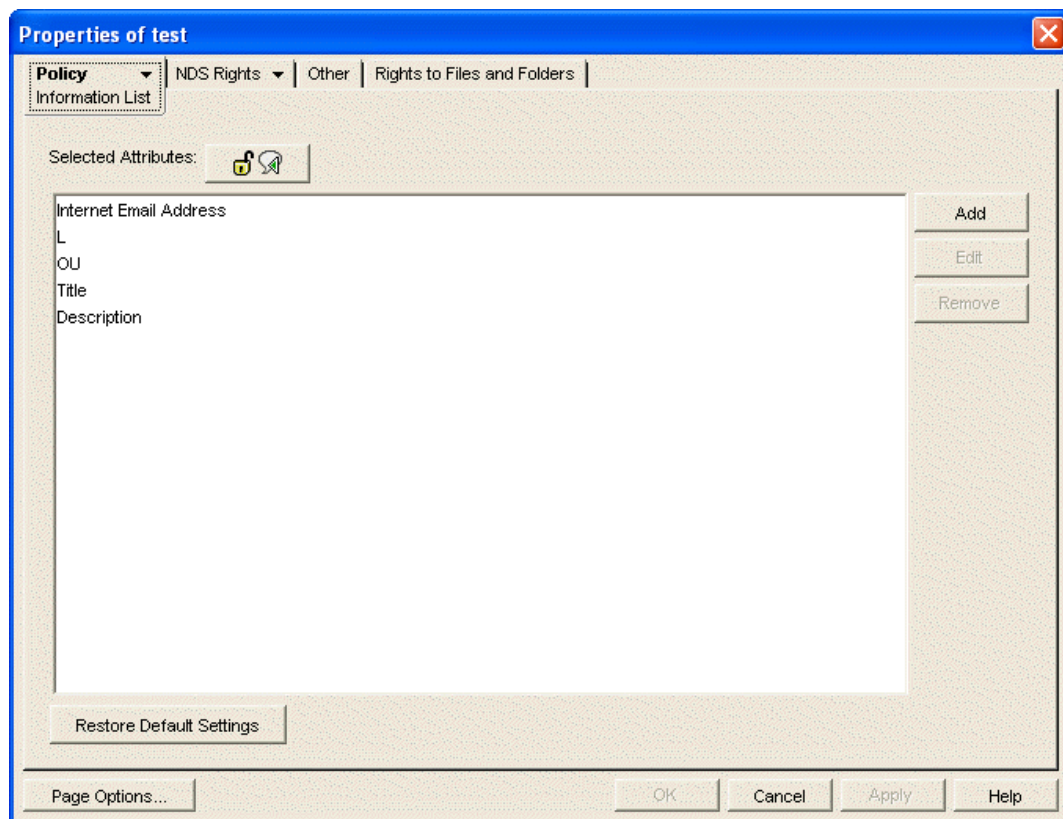 Properties of test
Policy NDS Rights Other Rights to Files and Folders
Information List
Selected Attributes:
Internet Email Address
L
OU
Title
Description
Add
Edit
Remove
Restore Default Settings
Page Options... OK Cancel Apply Help